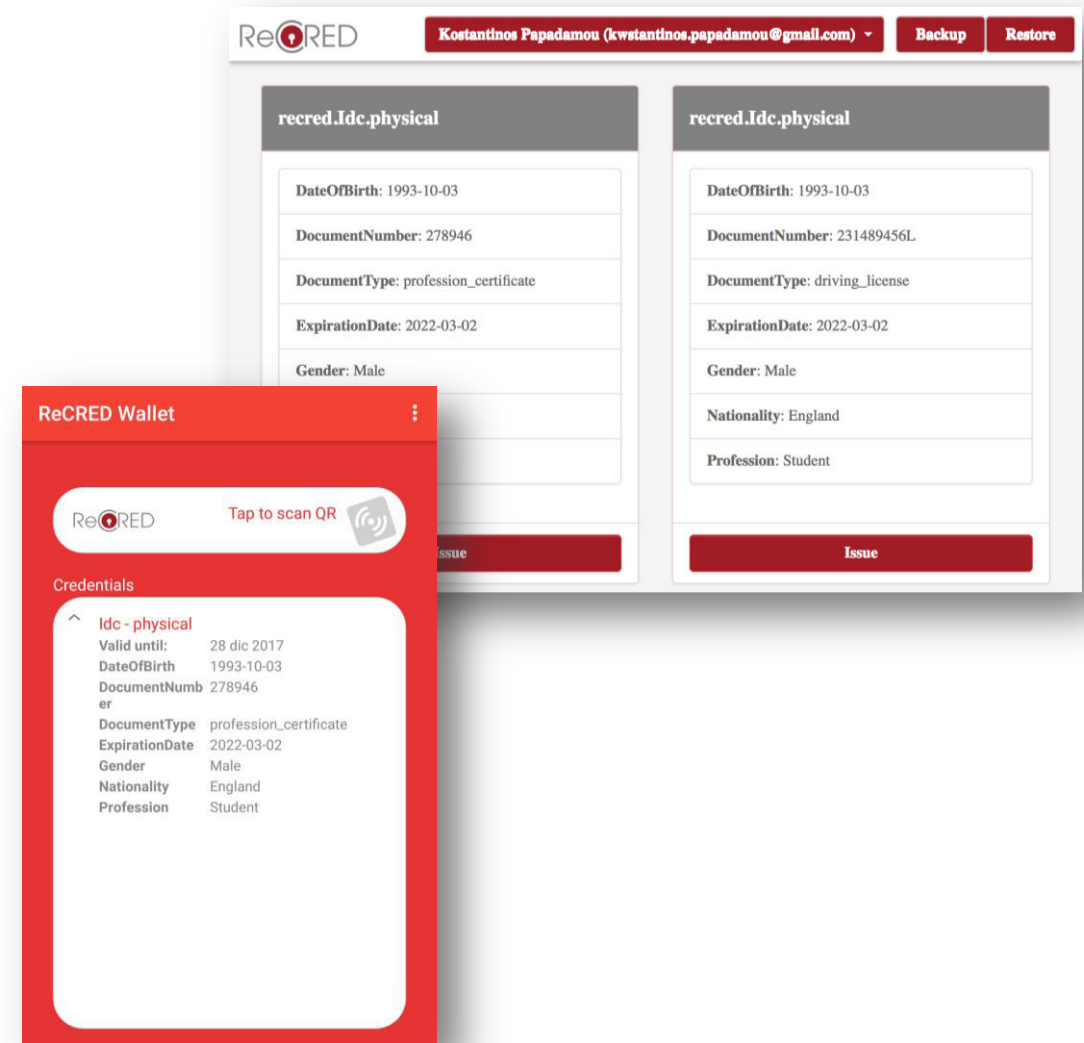 ReCRED
Kostantinos Papadamou (kwstantinos.papadamou@gmail.com)
Backup
Restore
recred.Idc.physical
DateOfBirth: 1993-10-03
DocumentNumber: 278946
DocumentType: profession_certificate
ExpirationDate: 2022-03-02
Gender: Male
Issue
recred.Idc.physical
DateOfBirth: 1993-10-03
DocumentNumber: 231489456L
DocumentType: driving_license
ExpirationDate: 2022-03-02
Gender: Male
Nationality: England
Profession: Student
Issue
ReCRED Wallet
ReCRED
Tap to scan QR
Credentials
Idc - physical
Valid until: 28 dic 2017
DateOfBirth 1993-10-03
DocumentNumb 278946
er
DocumentType profession_certificate
ExpirationDate 2022-03-02
Gender Male
Nationality England
Profession Student